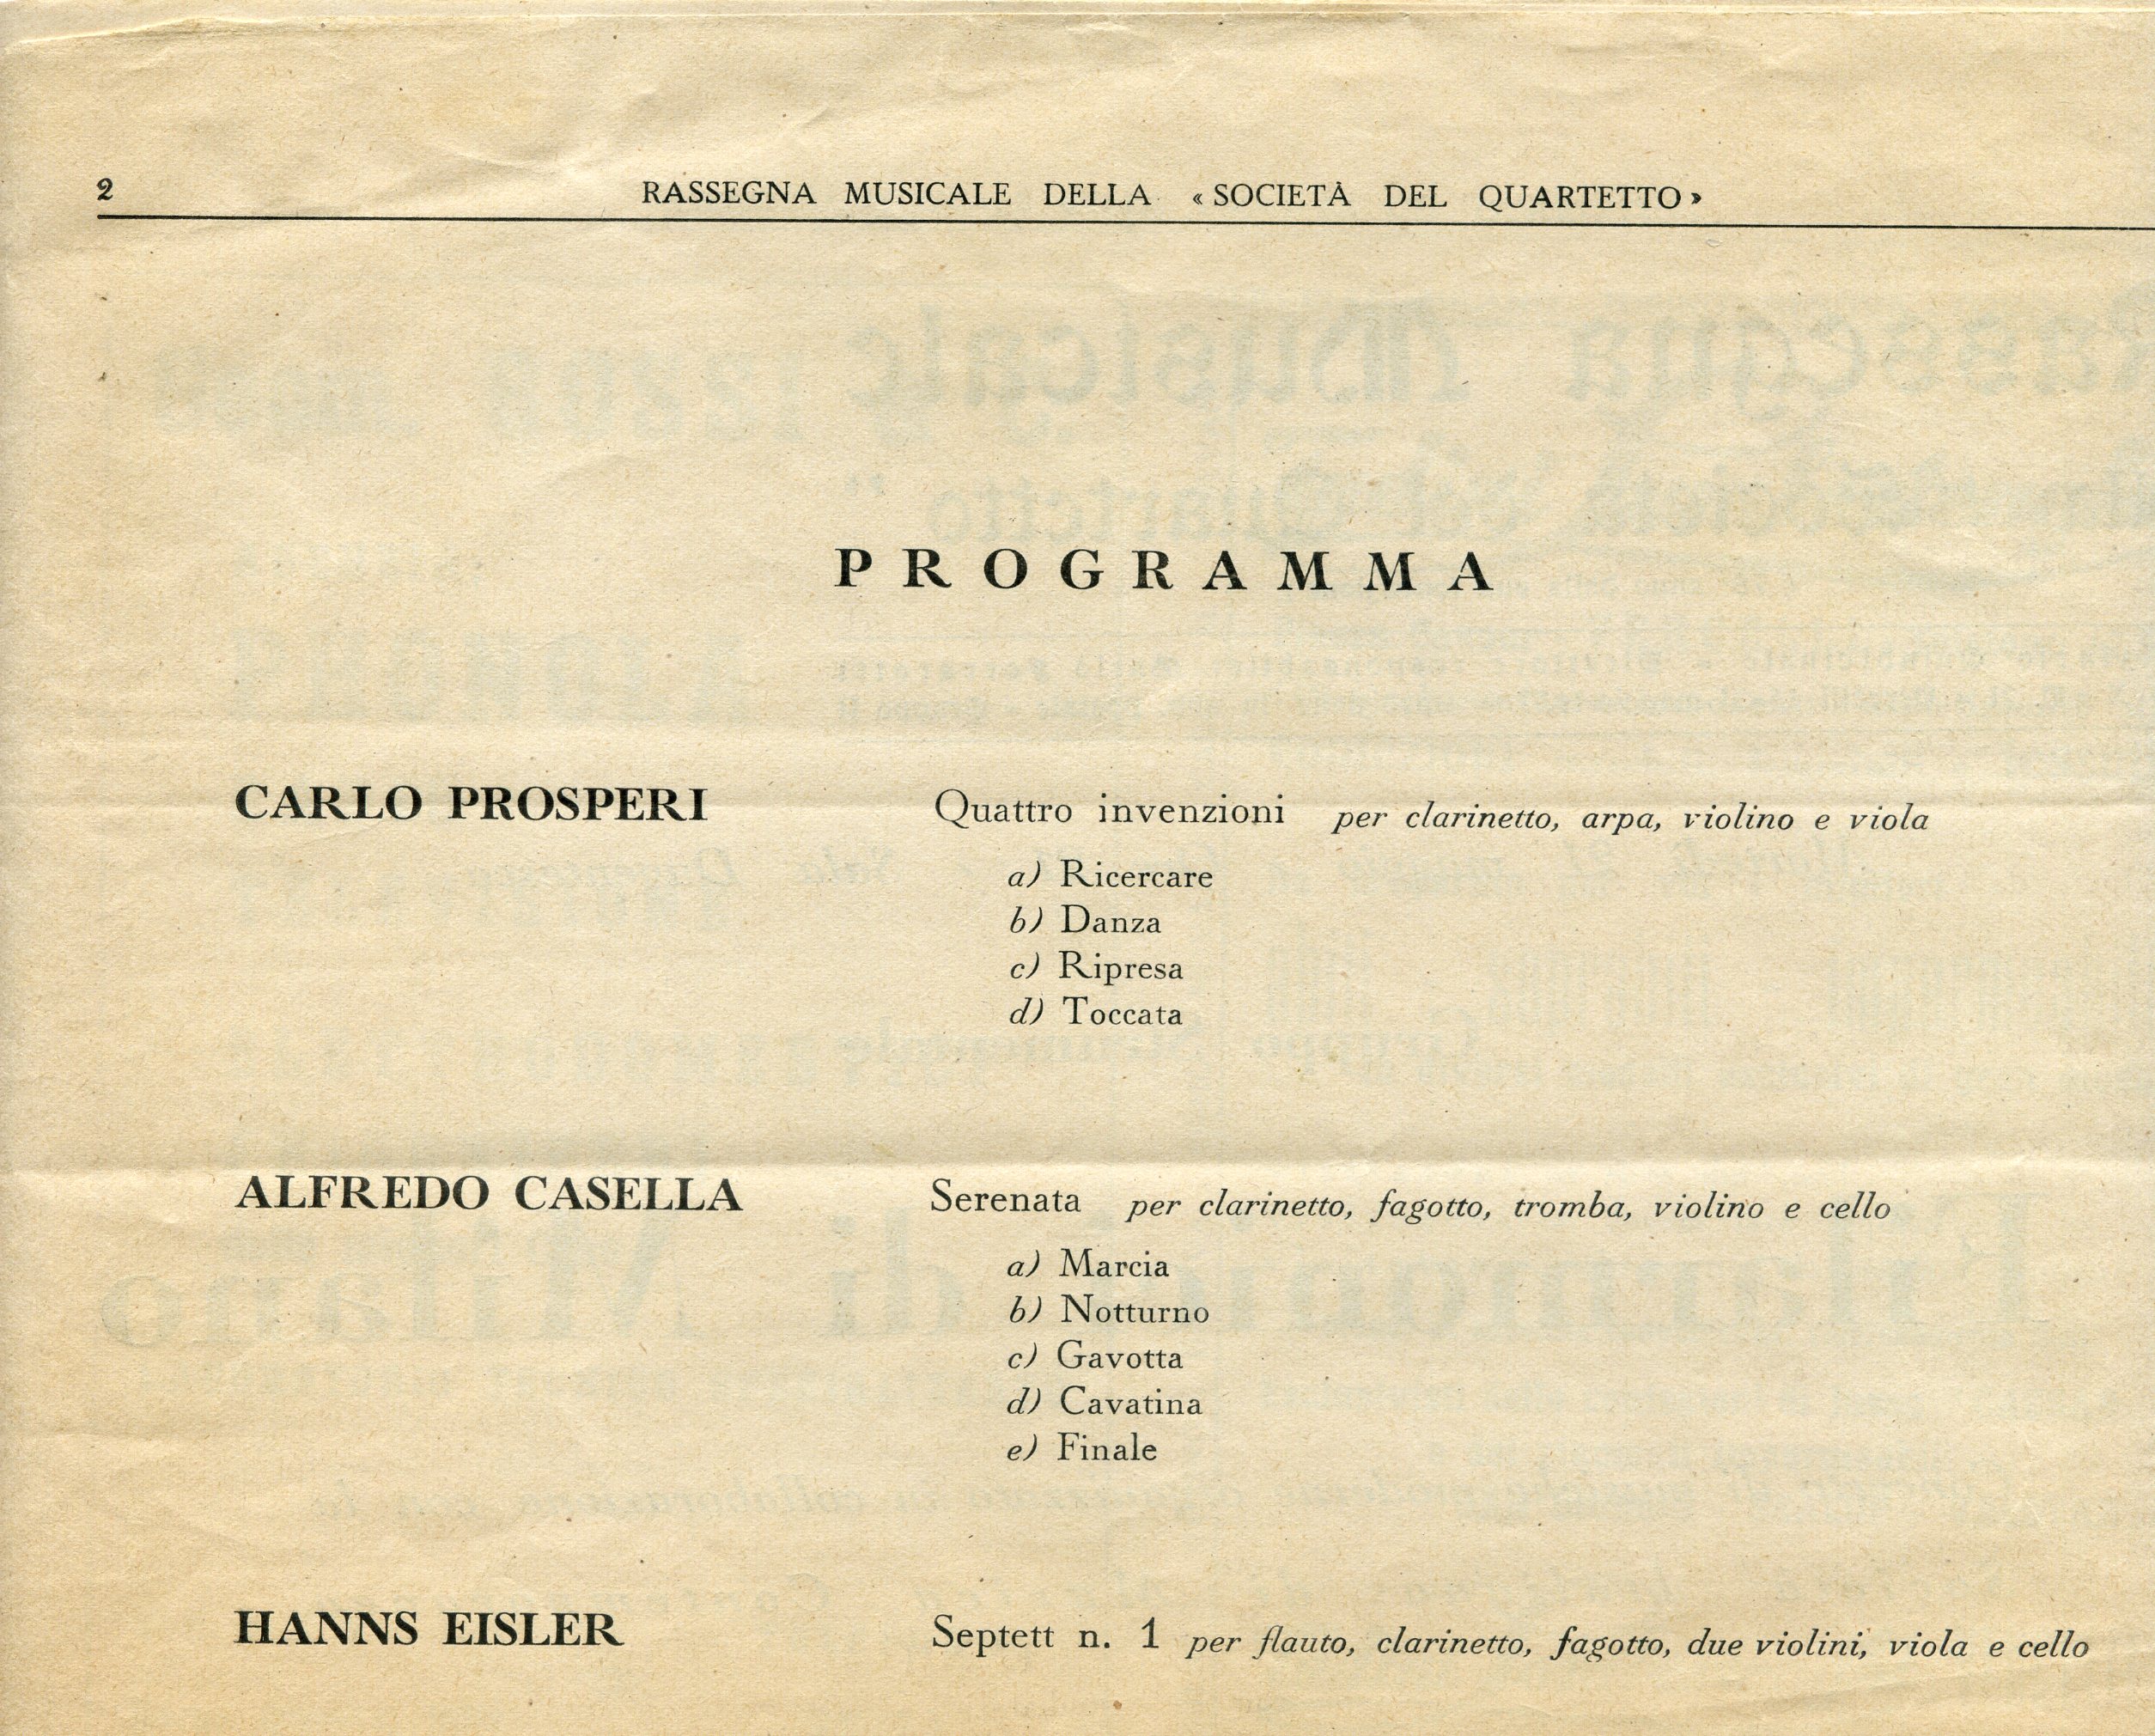 2 RASSEGNA MUSICALE DELLA « SOCIETÀ DEL QUARTETTO »
PROGRAMMA
CARLO PROSPERI Quattro invenzioni per clarinetto, arpa, violino e viola
a) Ricercare
b) Danza
c) Ripresa
d) Toccata
ALFREDO CASELLA Serenata per clarinetto, fagotto, tromba, violino e cello
a) Marcia
b) Notturno
c) Gavotta
d) Cavatina
e) Finale
HANNS EISLER Septett n. 1 per flauto, clarinetto, fagotto, due violini, viola e cello